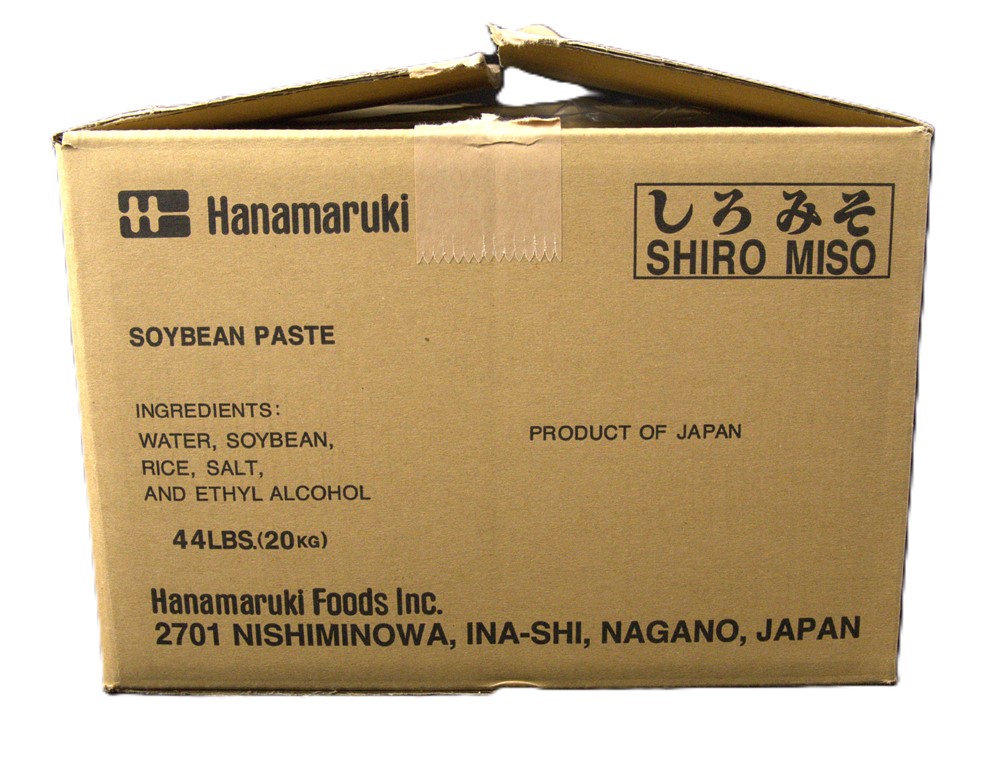 Hanamaruki
しろみそ
SHIRO MISO
SOYBEAN PASTE
INGREDIENTS:
WATER, SOYBEAN,
RICE, SALT,
AND ETHYL ALCOHOL
PRODUCT OF JAPAN
44LBS.(20KG)
Hanamaruki Foods Inc.
2701 NISHIMINOWA, INA-SHI, NAGANO, JAPAN